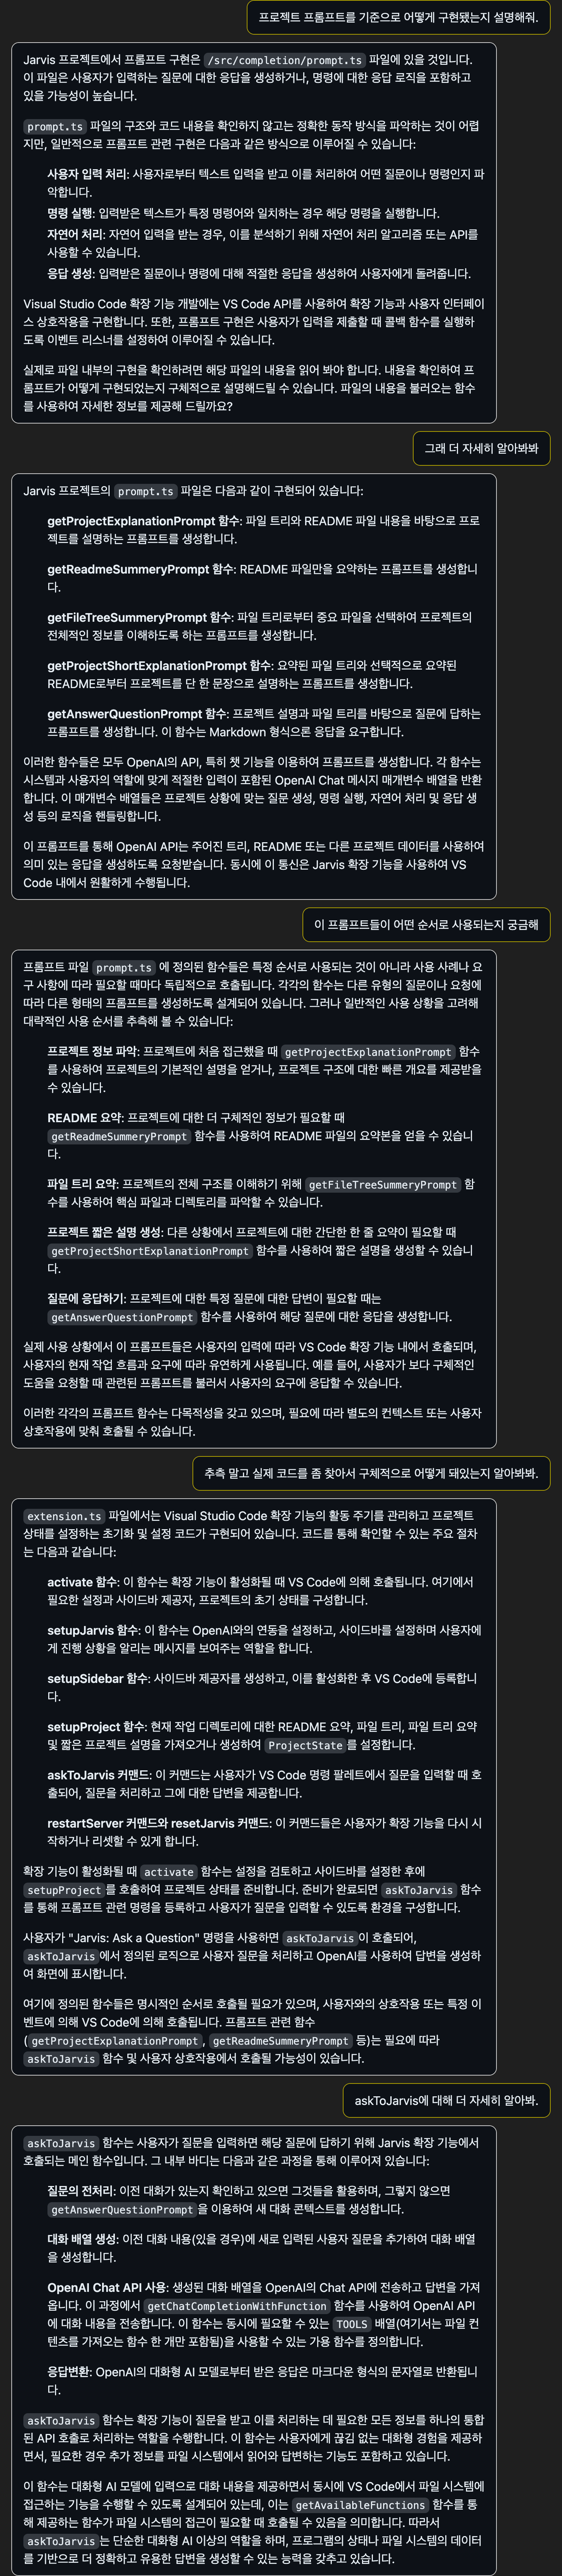 프로젝트 프롬프트를 기준으로 어떻게 구현됐는지 설명해줘.
Jarvis 프로젝트에서 프롬프트 구현은 /src/completion/prompt.ts 파일에 있을 것입니다.
이 파일은 사용자가 입력하는 질문에 대한 응답을 생성하거나, 명령에 대한 응답 로직을 포함하고
있을 가능성이 높습니다.
prompt.ts 파일의 구조와 코드 내용을 확인하지 않고는 정확한 동작 방식을 파악하는 것이 어렵
지만, 일반적으로 프롬프트 관련 구현은 다음과 같은 방식으로 이루어질 수 있습니다:
사용자 입력 처리: 사용자로부터 텍스트 입력을 받고 이를 처리하여 어떤 질문이나 명령인지 파
악합니다.
명령 실행: 입력받은 텍스트가 특정 명령어와 일치하는 경우 해당 명령을 실행합니다.
자연어 처리: 자연어 입력을 받는 경우, 이를 분석하기 위해 자연어 처리 알고리즘 또는 API를
사용할 수 있습니다.
응답 생성: 입력받은 질문이나 명령에 대해 적절한 응답을 생성하여 사용자에게 돌려줍니다.
Visual Studio Code 확장 기능 개발에는 VS Code API를 사용하여 확장 기능과 사용자 인터페이
스 상호작용을 구현합니다. 또한, 프롬프트 구현은 사용자가 입력을 제출할 때 콜백 함수를 실행하
도록 이벤트 리스너를 설정하여 이루어질 수 있습니다.
실제로 파일 내부의 구현을 확인하려면 해당 파일의 내용을 읽어 봐야 합니다. 내용을 확인하여 프
롬프트가 어떻게 구현되었는지 구체적으로 설명해드릴 수 있습니다. 파일의 내용을 불러오는 함수
를 사용하여 자세한 정보를 제공해 드릴까요?
그래 더 자세히 알아봐봐
Jarvis 프로젝트의 prompt.ts 파일은 다음과 같이 구현되어 있습니다:
getProjectExplanationPrompt 함수: 파일 트리와 README 파일 내용을 바탕으로 프로
젝트를 설명하는 프롬프트를 생성합니다.
getReadmeSummeryPrompt 함수: README 파일만을 요약하는 프롬프트를 생성합니
다.
getFileTreeSummeryPrompt 함수: 파일 트리로부터 중요 파일을 선택하여 프로젝트의
전체적인 정보를 이해하도록 하는 프롬프트를 생성합니다.
getProjectShortExplanationPrompt 함수: 요약된 파일 트리와 선택적으로 요약된
README로부터 프로젝트를 단 한 문장으로 설명하는 프롬프트를 생성합니다.
getAnswerQuestionPrompt 함수: 프로젝트 설명과 파일 트리를 바탕으로 질문에 답하는
프롬프트를 생성합니다. 이 함수는 Markdown 형식으론 응답을 요구합니다.
이러한 함수들은 모두 OpenAI의 API, 특히 챗 기능을 이용하여 프롬프트를 생성합니다. 각 함수는
시스템과 사용자의 역할에 맞게 적절한 입력이 포함된 OpenAI Chat 메시지 매개변수 배열을 반환
합니다. 이 매개변수 배열들은 프로젝트 상황에 맞는 질문 생성, 명령 실행, 자연어 처리 및 응답 생
성 등의 로직을 핸들링합니다.
이 프롬프트를 통해 OpenAI API는 주어진 트리, README 또는 다른 프로젝트 데이터를 사용하여
의미 있는 응답을 생성하도록 요청받습니다. 동시에 이 통신은 Jarvis 확장 기능을 사용하여 VS
Code 내에서 원활하게 수행됩니다.
이 프롬프트들이 어떤 순서로 사용되는지 궁금해
프롬프트 파일 prompt.ts 에 정의된 함수들은 특정 순서로 사용되는 것이 아니라 사용 사례나 요
구 사항에 따라 필요할 때마다 독립적으로 호출됩니다. 각각의 함수는 다른 유형의 질문이나 요청에
따라 다른 형태의 프롬프트를 생성하도록 설계되어 있습니다. 그러나 일반적인 사용 상황을 고려해
대략적인 사용 순서를 추측해 볼 수 있습니다:
프로젝트 정보 파악: 프로젝트에 처음 접근했을 때 getProjectExplanationPrompt 함수
를 사용하여 프로젝트의 기본적인 설명을 얻거나, 프로젝트 구조에 대한 빠른 개요를 제공받을
수 있습니다.
README 요약: 프로젝트에 대한 더 구체적인 정보가 필요할 때
getReadmeSummeryPrompt 함수를 사용하여 README 파일의 요약본을 얻을 수 있습니
다.
파일 트리 요약: 프로젝트의 전체 구조를 이해하기 위해 getFileTreeSummeryPrompt 함
수를 사용하여 핵심 파일과 디렉토리를 파악할 수 있습니다.
프로젝트 짧은 설명 생성: 다른 상황에서 프로젝트에 대한 간단한 한 줄 요약이 필요할 때
getProjectShortExplanationPrompt 함수를 사용하여 짧은 설명을 생성할 수 있습니
다.
질문에 응답하기: 프로젝트에 대한 특정 질문에 대한 답변이 필요할 때는
getAnswerQuestionPrompt 함수를 사용하여 해당 질문에 대한 응답을 생성합니다.
실제 사용 상황에서 이 프롬프트들은 사용자의 입력에 따라 VS Code 확장 기능 내에서 호출되며,
사용자의 현재 작업 흐름과 요구에 따라 유연하게 사용됩니다. 예를 들어, 사용자가 보다 구체적인
도움을 요청할 때 관련된 프롬프트를 불러서 사용자의 요구에 응답할 수 있습니다.
이러한 각각의 프롬프트 함수는 다목적성을 갖고 있으며, 필요에 따라 별도의 컨텍스트 또는 사용자
상호작용에 맞춰 호출될 수 있습니다.
추측 말고 실제 코드를 좀 찾아서 구체적으로 어떻게 돼있는지 알아봐봐.
extension.ts 파일에서는 Visual Studio Code 확장 기능의 활동 주기를 관리하고 프로젝트
상태를 설정하는 초기화 및 설정 코드가 구현되어 있습니다. 코드를 통해 확인할 수 있는 주요 절차
는 다음과 같습니다:
activate 함수: 이 함수는 확장 기능이 활성화될 때 VS Code에 의해 호출됩니다. 여기에서
필요한 설정과 사이드바 제공자, 프로젝트의 초기 상태를 구성합니다.
setupJarvis 함수: 이 함수는 OpenAI와의 연동을 설정하고, 사이드바를 설정하며 사용자에
게 진행 상황을 알리는 메시지를 보여주는 역할을 합니다.
setupSidebar 함수: 사이드바 제공자를 생성하고, 이를 활성화한 후 VS Code에 등록합니
다.
setupProject 함수: 현재 작업 디렉토리에 대한 README 요약, 파일 트리, 파일 트리 요약
및 짧은 프로젝트 설명을 가져오거나 생성하여 ProjectState를 설정합니다.
askToJarvis 커맨드: 이 커맨드는 사용자가 VS Code 명령 팔레트에서 질문을 입력할 때 호
출되어, 질문을 처리하고 그에 대한 답변을 제공합니다.
restartServer 커맨드와 resetJarvis 커맨드: 이 커맨드들은 사용자가 확장 기능을 다시 시
작하거나 리셋할 수 있게 합니다.
확장 기능이 활성화될 때 activate 함수는 설정을 검토하고 사이드바를 설정한 후에
setupProject를 호출하여 프로젝트 상태를 준비합니다. 준비가 완료되면 askToJarvis 함수
를 통해 프롬프트 관련 명령을 등록하고 사용자가 질문을 입력할 수 있도록 환경을 구성합니다.
사용자가 "Jarvis: Ask a Question" 명령을 사용하면 askToJarvis이 호출되어,
askToJarvis에서 정의된 로직으로 사용자 질문을 처리하고 OpenAI를 사용하여 답변을 생성하
여 화면에 표시합니다.
여기에 정의된 함수들은 명시적인 순서로 호출될 필요가 있으며, 사용자와의 상호작용 또는 특정 이
벤트에 의해 VS Code에 의해 호출됩니다. 프롬프트 관련 함수
(getProjectExplanationPrompt, getReadmeSummeryPrompt 등)는 필요에 따라
askToJarvis 함수 및 사용자 상호작용에서 호출될 가능성이 있습니다.
askToJarvis에 대해 더 자세히 알아봐.
askToJarvis 함수는 사용자가 질문을 입력하면 해당 질문에 답하기 위해 Jarvis 확장 기능에서
호출되는 메인 함수입니다. 그 내부 바디는 다음과 같은 과정을 통해 이루어져 있습니다:
질문의 전처리: 이전 대화가 있는지 확인하고 있으면 그것들을 활용하며, 그렇지 않으면
getAnswerQuestionPrompt을 이용하여 새 대화 콘텍스트를 생성합니다.
대화 배열 생성: 이전 대화 내용(있을 경우)에 새로 입력된 사용자 질문을 추가하여 대화 배열
을 생성합니다.
OpenAI Chat API 사용: 생성된 대화 배열을 OpenAI의 Chat API에 전송하고 답변을 가져
옵니다. 이 과정에서 getChatCompletionWithFunction 함수를 사용하여 OpenAI API
에 대화 내용을 전송합니다. 이 함수는 동시에 필요할 수 있는 TOOLS 배열(여기서는 파일 컨
텐츠를 가져오는 함수 한 개만 포함됨)을 사용할 수 있는 가용 함수를 정의합니다.
응답변환: OpenAI의 대화형 AI 모델로부터 받은 응답은 마크다운 형식의 문자열로 반환됩니
다.
askToJarvis 함수는 확장 기능이 질문을 받고 이를 처리하는 데 필요한 모든 정보를 하나의 통합
된 API 호출로 처리하는 역할을 수행합니다. 이 함수는 사용자에게 끊김 없는 대화형 경험을 제공하
면서, 필요한 경우 추가 정보를 파일 시스템에서 읽어와 답변하는 기능도 포함하고 있습니다.
이 함수는 대화형 AI 모델에 입력으로 대화 내용을 제공하면서 동시에 VS Code에서 파일 시스템에
접근하는 기능을 수행할 수 있도록 설계되어 있는데, 이는 getAvailableFunctions 함수를 통
해 제공하는 함수가 파일 시스템의 접근이 필요할 때 호출될 수 있음을 의미합니다. 따라서
askToJarvis는 단순한 대화형 AI 이상의 역할을 하며, 프로그램의 상태나 파일 시스템의 데이터
를 기반으로 더 정확하고 유용한 답변을 생성할 수 있는 능력을 갖추고 있습니다.